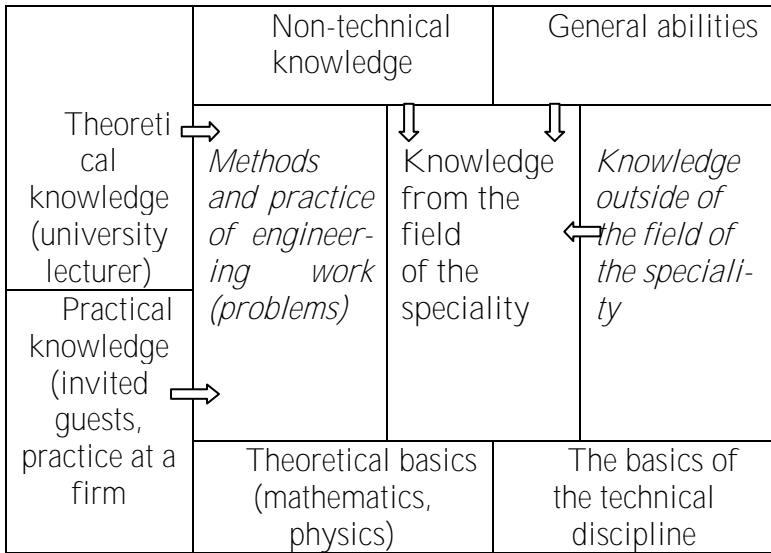 Non-technical
knowledge
General abilities
Theoreti
cal
knowledge
(university
lecturer)
Methods
and practice
of engineer-
ing work
(problems)
Knowledge
from the
field
of the
speciality
Knowledge
outside of
the field of
the speciali-
ty
Practical
knowledge
(invited
guests,
practice at a
firm
Theoretical basics
(mathematics,
physics)
The basics of
the technical
discipline